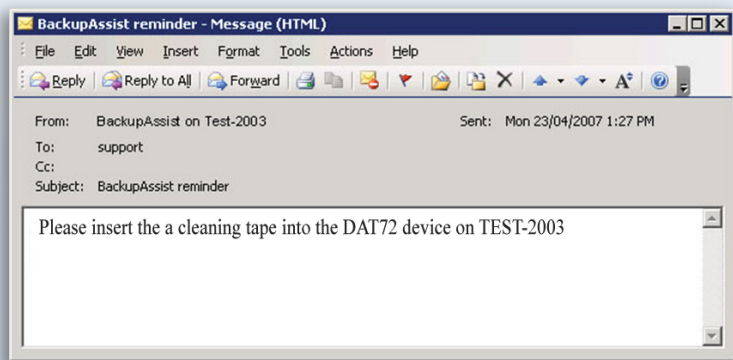 BackupAssist reminder - Message (HTML)
File Edit View Insert Format Tools Actions Help
Reply Reply to All Forward
From: BackupAssist on Test-2003 Sent: Mon 23/04/2007 1:27 PM
To: support
Cc:
Subject: BackupAssist reminder
Please insert the a cleaning tape into the DAT72 device on TEST-2003